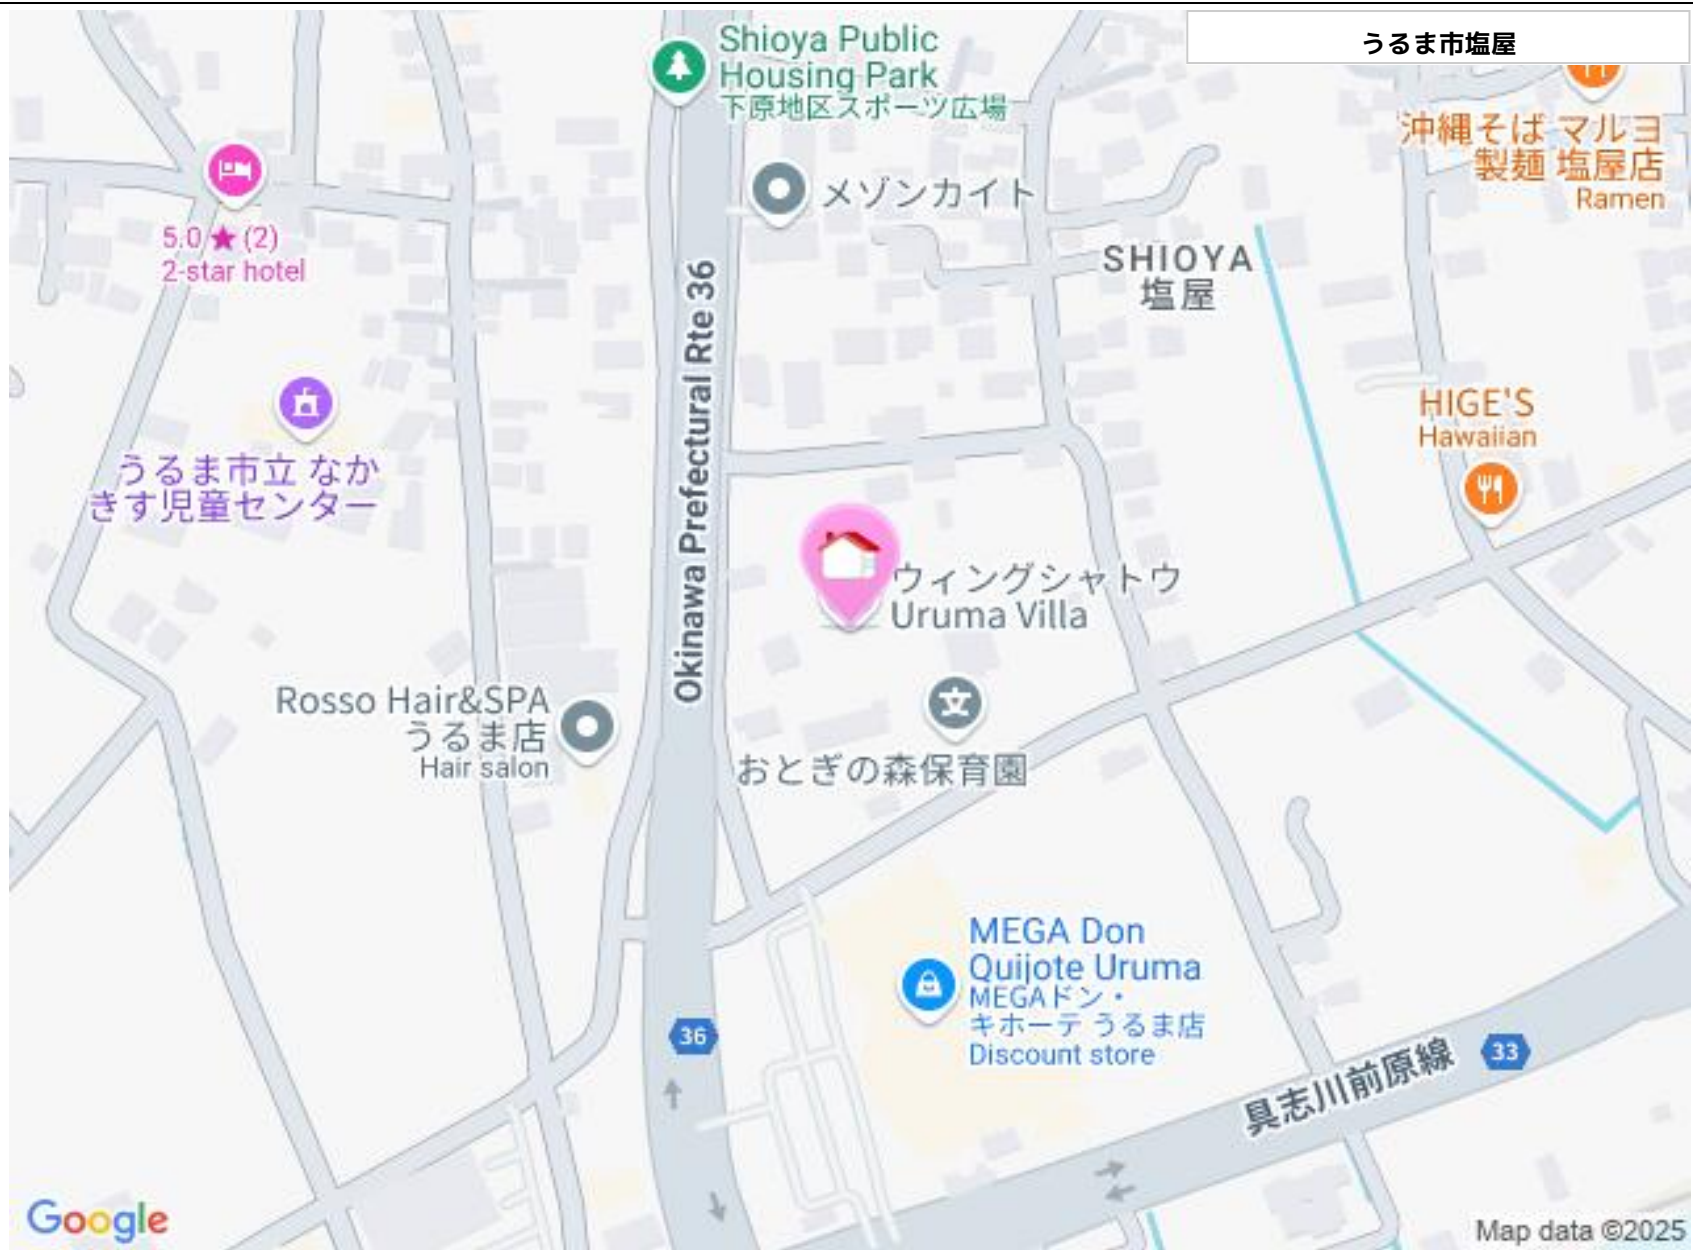 うるま市塩屋
Shioya Public
Housing Park
下原地区スポーツ広場
沖縄そば マルヨ
製麺 塩屋店
Ramen
メゾンカイト
5.0 ★ (2)
2-star hotel
SHIOYA
塩屋
Okinawa Prefectural Rte 36
HIGE'S
Hawaiian
うるま市立 なか
きす児童センター
ウィングシャトウ
Uruma Villa
Rosso Hair&SPA
うるま店
Hair salon
おとぎの森保育園
MEGA Don
Quijote Uruma
MEGAドン・
キホーテ うるま店
Discount store
36
33
具志川前原線
Google
Map data ©2025